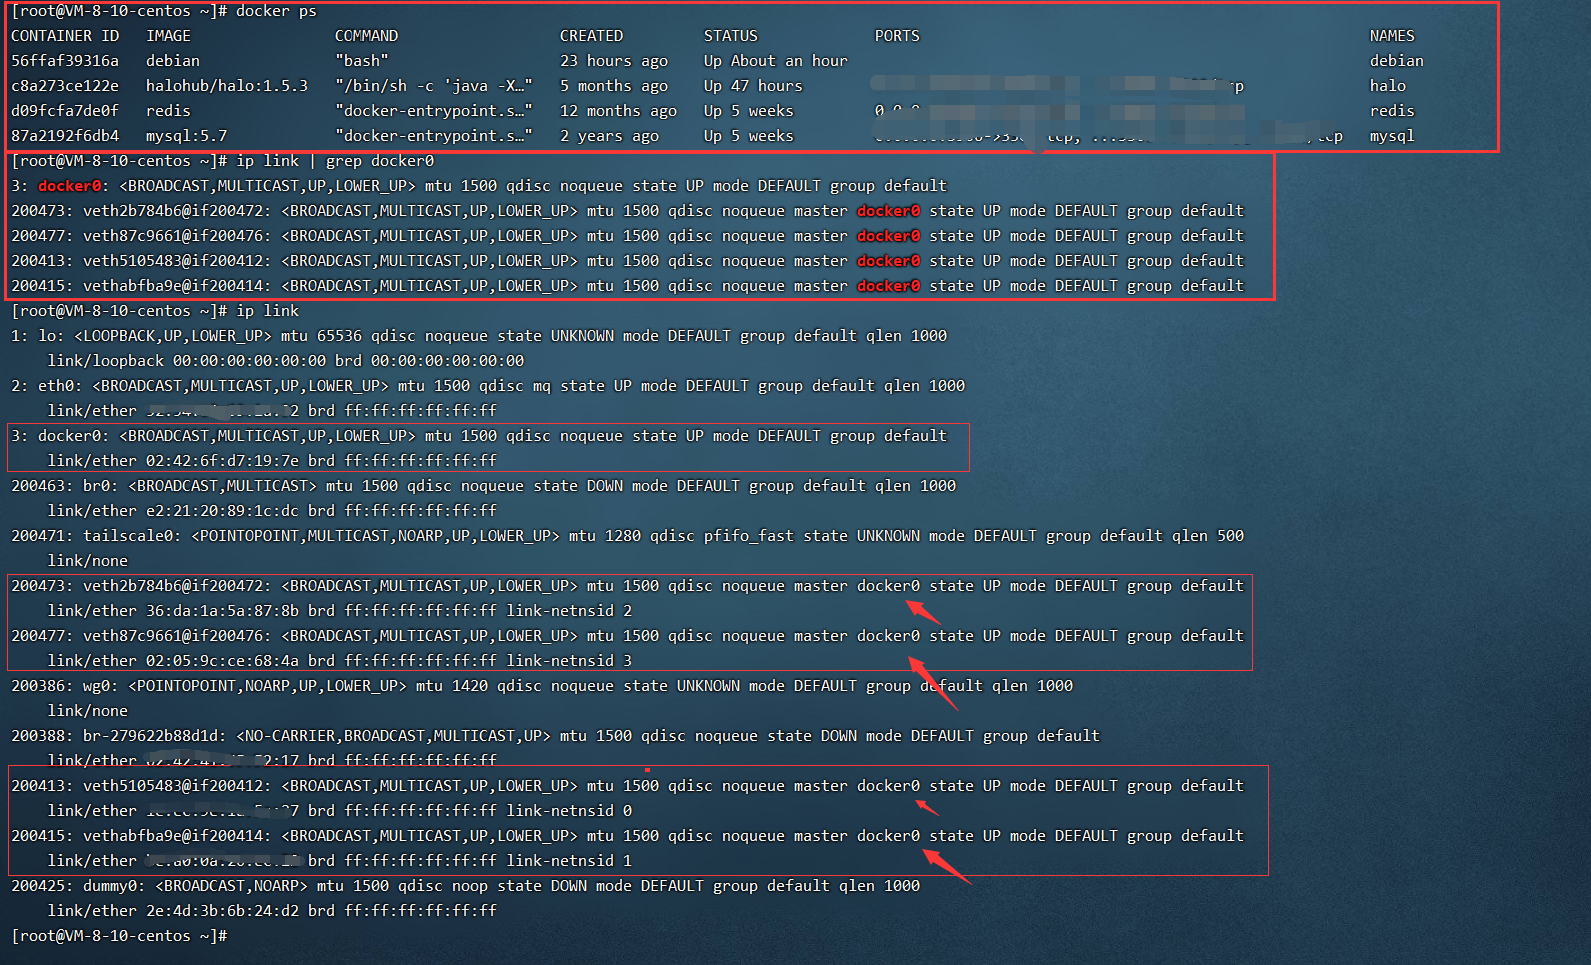 [root@VM-8-10-centos ~]# docker ps
CONTAINER ID   IMAGE                COMMAND                  CREATED         STATUS             PORTS                                                  NAMES
56ffaf39316a   debian               "bash"                   23 hours ago    Up About an hour                                                          debian
c8a273ce122e   halohub/halo:1.5.3   "/bin/sh -c 'java -X…"   5 months ago    Up 47 hours                                                               halo
d09fcfa7de0f   redis                "docker-entrypoint.s…"   12 months ago   Up 5 weeks                                                                redis
87a2192f6db4   mysql:5.7            "docker-entrypoint.s…"   2 years ago     Up 5 weeks                                                                mysql
[root@VM-8-10-centos ~]# ip link | grep docker0
3: docker0: <BROADCAST,MULTICAST,UP,LOWER_UP> mtu 1500 qdisc noqueue state UP mode DEFAULT group default
200473: veth2b784b6@if200472: <BROADCAST,MULTICAST,UP,LOWER_UP> mtu 1500 qdisc noqueue master docker0 state UP mode DEFAULT group default
200477: veth87c9661@if200476: <BROADCAST,MULTICAST,UP,LOWER_UP> mtu 1500 qdisc noqueue master docker0 state UP mode DEFAULT group default
200413: veth5105483@if200412: <BROADCAST,MULTICAST,UP,LOWER_UP> mtu 1500 qdisc noqueue master docker0 state UP mode DEFAULT group default
200415: vethabfba9e@if200414: <BROADCAST,MULTICAST,UP,LOWER_UP> mtu 1500 qdisc noqueue master docker0 state UP mode DEFAULT group default
[root@VM-8-10-centos ~]# ip link
1: lo: <LOOPBACK,UP,LOWER_UP> mtu 65536 qdisc noqueue state UNKNOWN mode DEFAULT group default qlen 1000
    link/loopback 00:00:00:00:00:00 brd 00:00:00:00:00:00
2: eth0: <BROADCAST,MULTICAST,UP,LOWER_UP> mtu 1500 qdisc mq state UP mode DEFAULT group default qlen 1000
    link/ether brd ff:ff:ff:ff:ff:ff
3: docker0: <BROADCAST,MULTICAST,UP,LOWER_UP> mtu 1500 qdisc noqueue state UP mode DEFAULT group default
    link/ether 02:42:6f:d7:19:7e brd ff:ff:ff:ff:ff:ff
200463: br0: <BROADCAST,MULTICAST> mtu 1500 qdisc noqueue state DOWN mode DEFAULT group default qlen 1000
    link/ether e2:21:20:89:1c:dc brd ff:ff:ff:ff:ff:ff
200471: tailscale0: <POINTOPOINT,MULTICAST,NOARP,UP,LOWER_UP> mtu 1280 qdisc pfifo_fast state UNKNOWN mode DEFAULT group default qlen 500
    link/none
200473: veth2b784b6@if200472: <BROADCAST,MULTICAST,UP,LOWER_UP> mtu 1500 qdisc noqueue master docker0 state UP mode DEFAULT group default
    link/ether 36:da:1a:5a:87:8b brd ff:ff:ff:ff:ff:ff link-netnsid 2
200477: veth87c9661@if200476: <BROADCAST,MULTICAST,UP,LOWER_UP> mtu 1500 qdisc noqueue master docker0 state UP mode DEFAULT group default
    link/ether 02:05:9c:ce:68:4a brd ff:ff:ff:ff:ff:ff link-netnsid 3
200386: wg0: <POINTOPOINT,NOARP,UP,LOWER_UP> mtu 1420 qdisc noqueue state UNKNOWN mode DEFAULT group default qlen 1000
    link/none
200388: br-279622b88d1d: <NO-CARRIER,BROADCAST,MULTICAST,UP> mtu 1500 qdisc noqueue state DOWN mode DEFAULT group default
    link/ether brd ff:ff:ff:ff:ff:ff
200413: veth5105483@if200412: <BROADCAST,MULTICAST,UP,LOWER_UP> mtu 1500 qdisc noqueue master docker0 state UP mode DEFAULT group default
    link/ether brd ff:ff:ff:ff:ff:ff link-netnsid 0
200415: vethabfba9e@if200414: <BROADCAST,MULTICAST,UP,LOWER_UP> mtu 1500 qdisc noqueue master docker0 state UP mode DEFAULT group default
    link/ether brd ff:ff:ff:ff:ff:ff link-netnsid 1
200425: dummy0: <BROADCAST,NOARP> mtu 1500 qdisc noop state DOWN mode DEFAULT group default qlen 1000
    link/ether 2e:4d:3b:6b:24:d2 brd ff:ff:ff:ff:ff:ff
[root@VM-8-10-centos ~]#